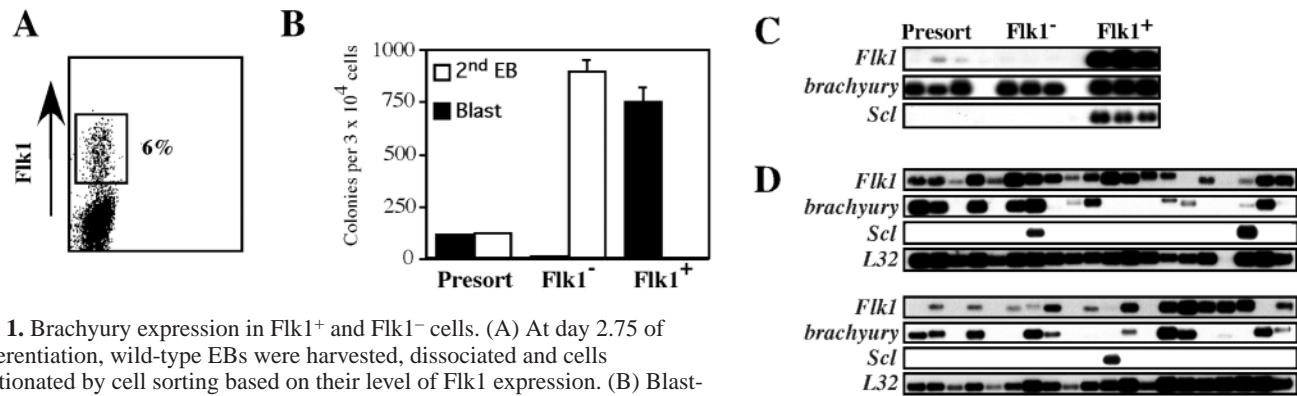 A
Flk1
6%
B
Colonies per 3 x 10⁴ cells
1000
750
500
250
0
2nd EB
Blast
Presort Flk1- Flk1+
C
Presort Flk1- Flk1+
Flk1
brachyury
Scl
D
Flk1
brachyury
Scl
L32
Flk1
brachyury
Scl
L32
1. Brachyury expression in Flk1+ and Flk1– cells. (A) At day 2.75 of
erentiation, wild-type EBs were harvested, dissociated and cells
tionated by cell sorting based on their level of Flk1 expression. (B) Blast-